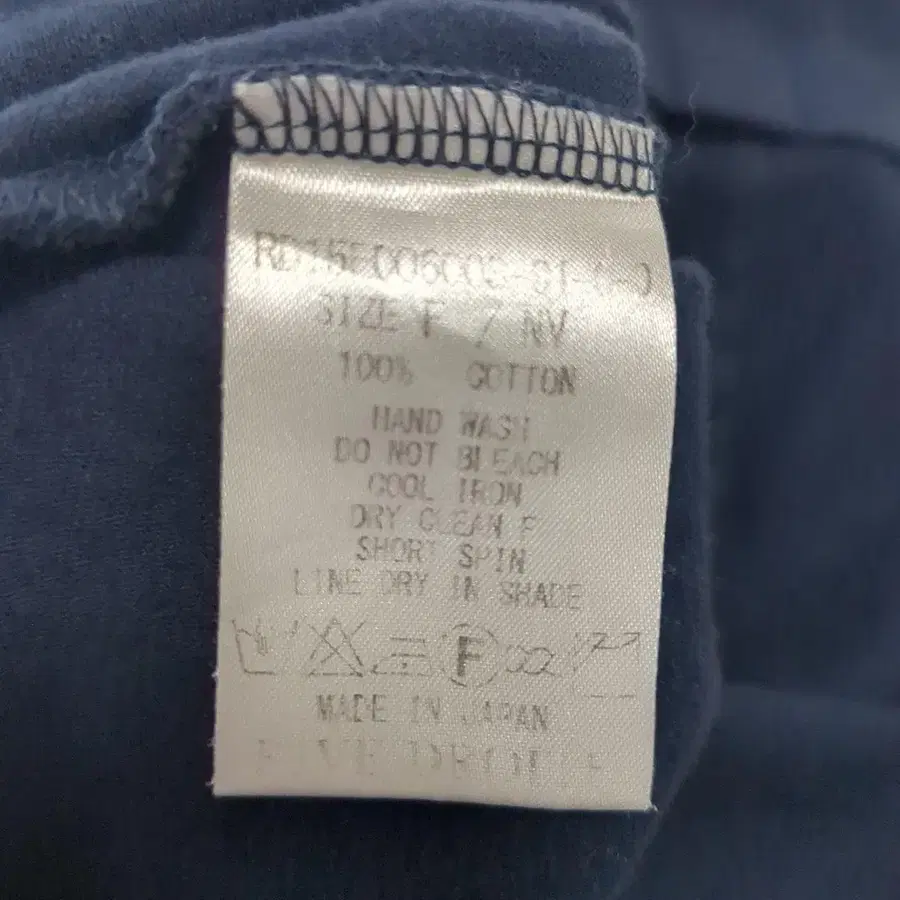 SIZE F / NV
100% COTTON
HAND WASH
DO NOT BLEACH
COOL IRON
DRY CLEAN F
SHORT SPIN
LINE DRY IN SHADE
F
MADE IN JAPAN